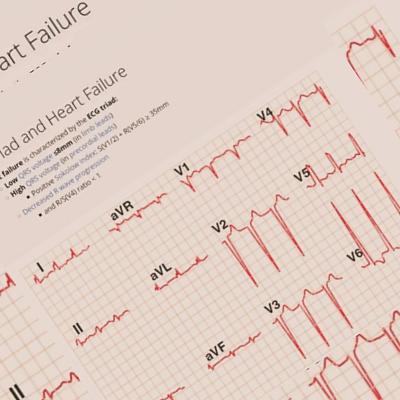 art Failure
iad and Heart Failure
failure is characterized by the ECG triad:
Low QRS voltage ≤8mm (in limb leads)
High QRS voltage (in precordial leads)
• Positive Sokolow index: S(V1/2) + R(V5/6) ≥ 35mm
Decreased R wave progression
• and R/S(V4) ratio < 1
V4
V1
V5
aVR
V2
V6
I
aVL
V3
II
aVF
II